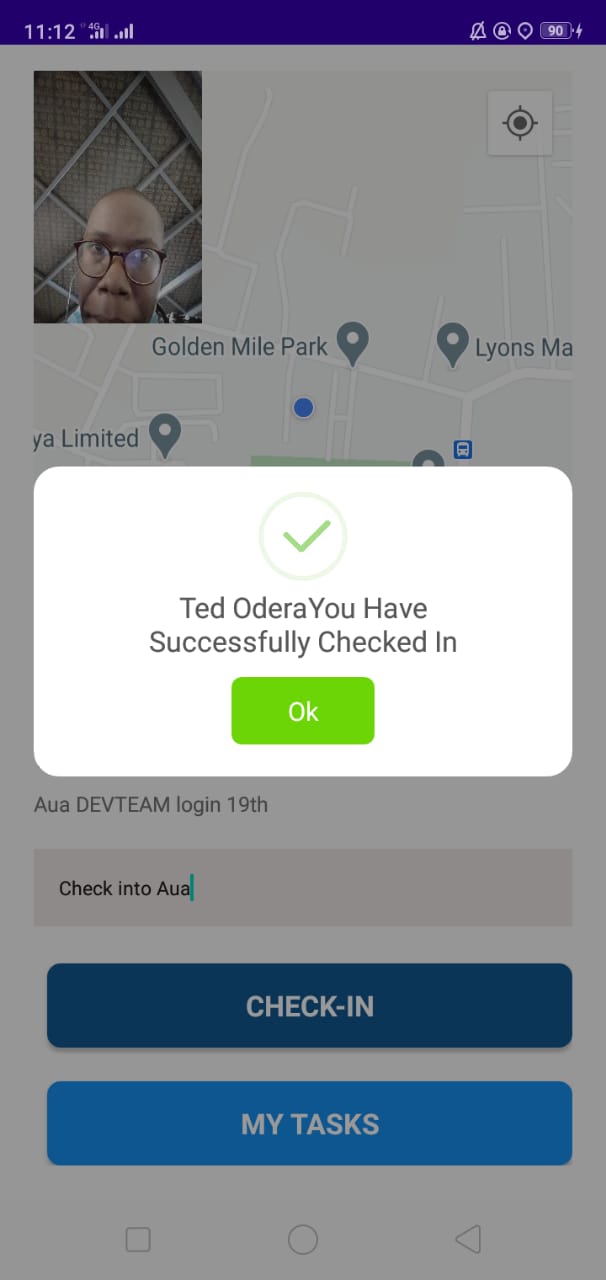 11:12 4G 90
Golden Mile Park
Lyons Ma
ya Limited
Ted OderaYou Have
Successfully Checked In
Ok
Aua DEVTEAM login 19th
Check into Aua
CHECK-IN
MY TASKS